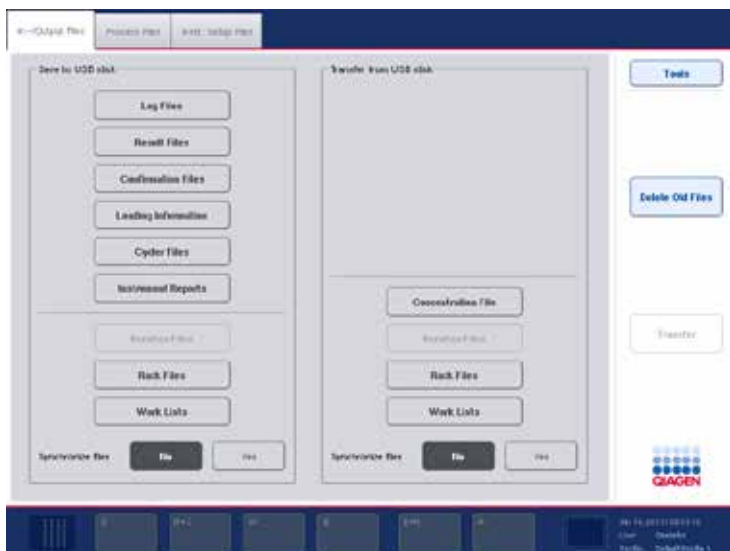 In-/Output Files
Process Files
Inst. Setup Files
Save to USB stick
Transfer from USB stick
Tools
Log Files
Result Files
Confirmation Files
Loading Information
Cycler Files
Instrument Reports
Delete Old Files
Concentration File
Rack Files
Rack Files
Work Lists
Work Lists
Transfer
Synchronize files
No
Yes
Synchronize files
No
Yes
QIAGEN
User